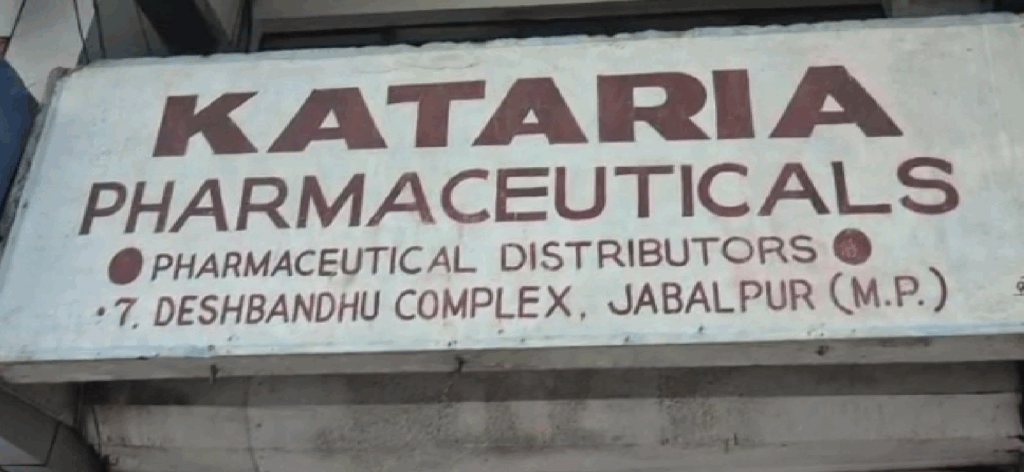 KATARIA
PHARMACEUTICALS
PHARMACEUTICAL DISTRIBUTORS
• 7. DESHBANDHU COMPLEX, JABALPUR (M.P.)